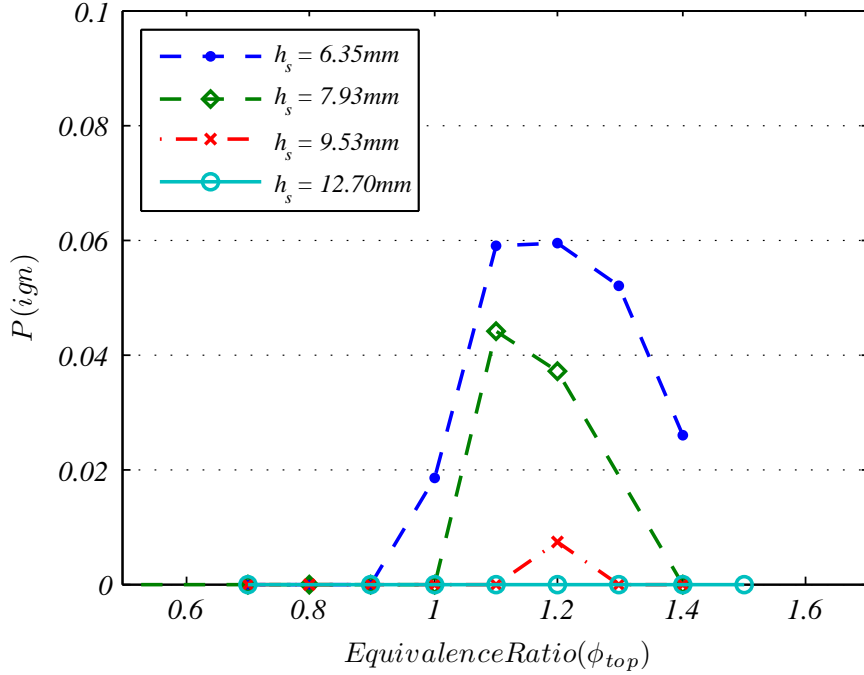 0.1
0.08
0.06
0.04
0.02
0
P(ign)
h_s = 6.35mm
h_s = 7.93mm
h_s = 9.53mm
h_s = 12.70mm
0.6 0.8 1 1.2 1.4 1.6
EquivalenceRatio(ϕ_top)